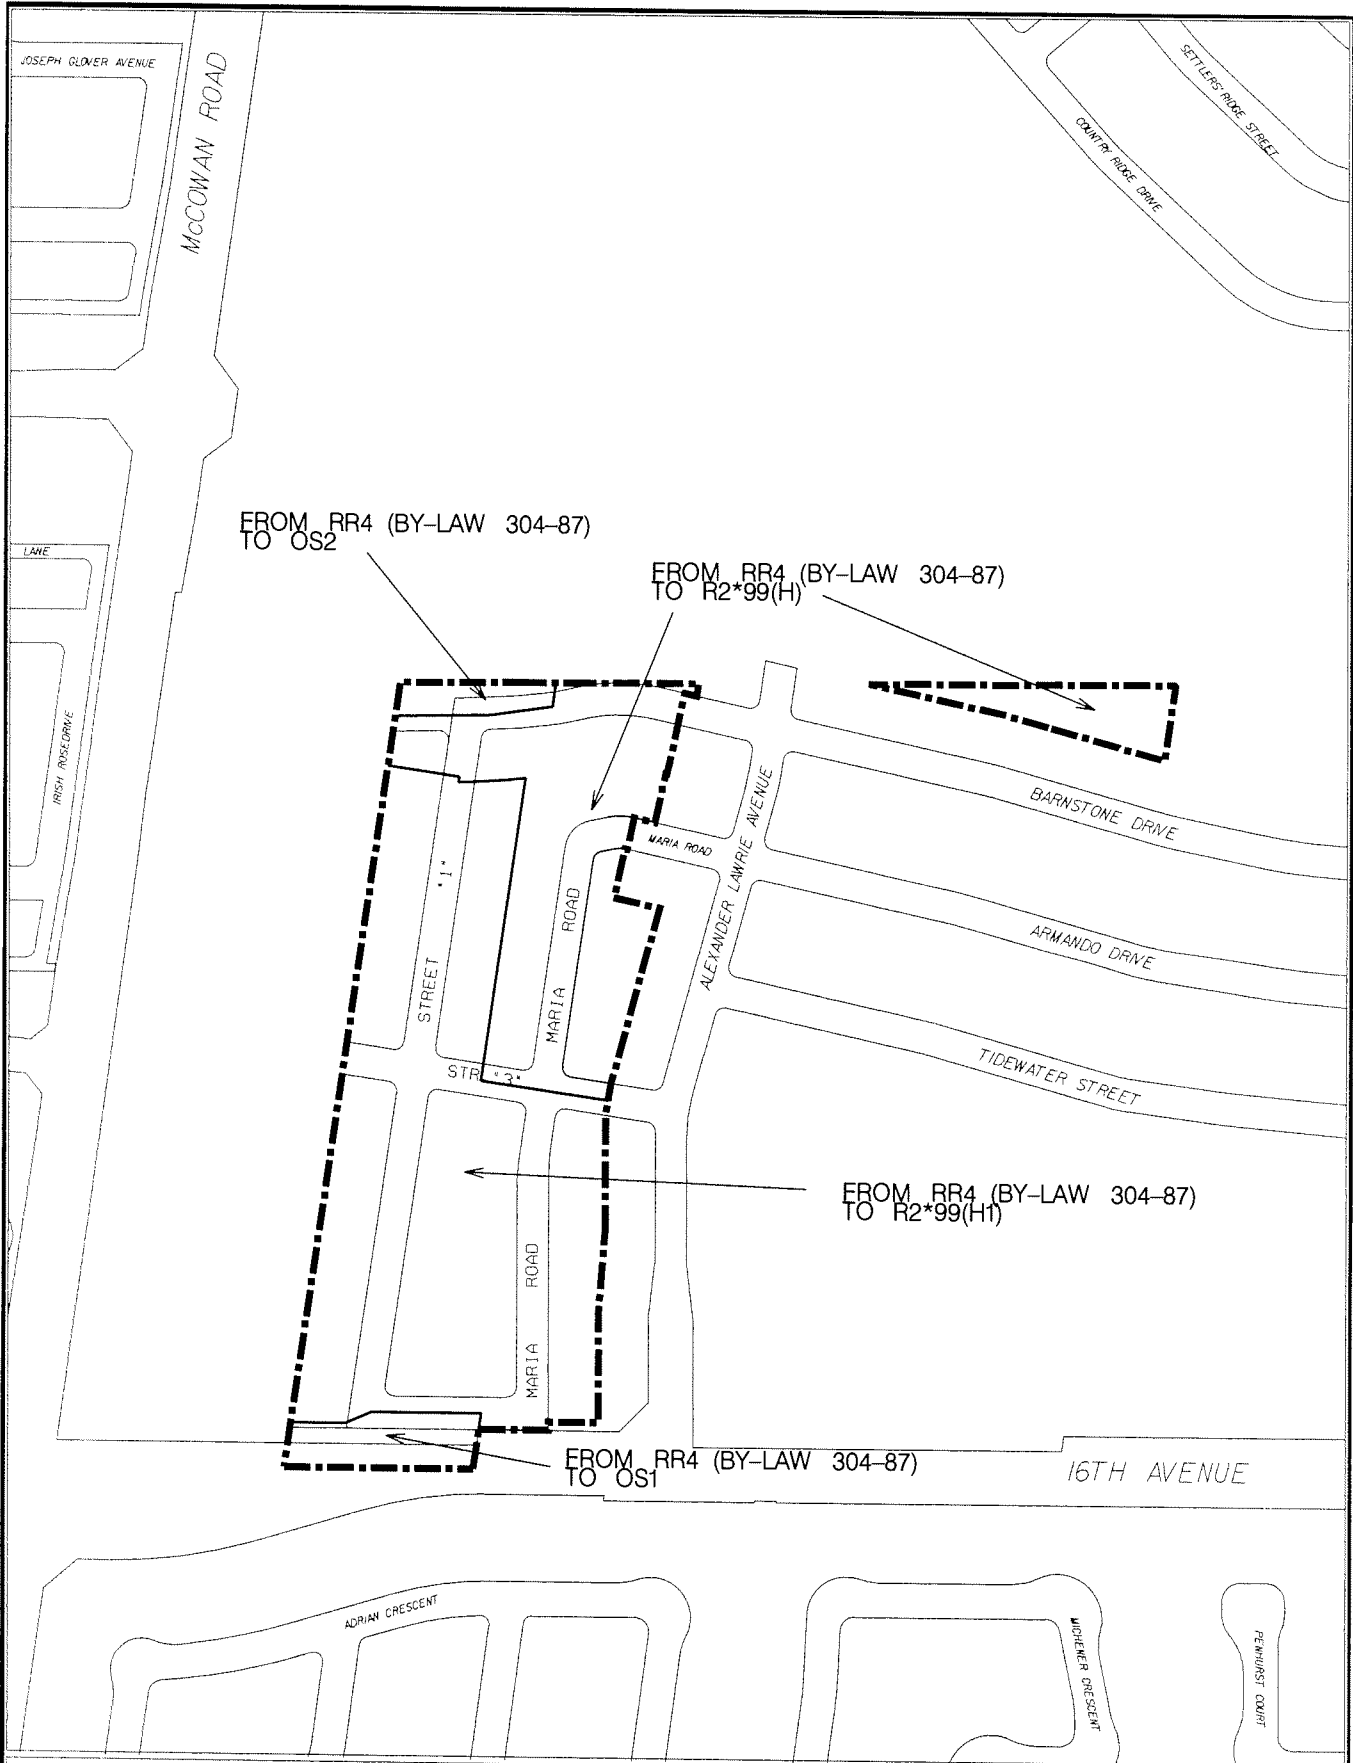 JOSEPH GLOVER AVENUE
McCOWAN ROAD
SETTLERS' RIDGE STREET
COUNTRY RIDGE DRIVE
FROM RR4 (BY-LAW 304-87)
TO OS2
LANE
FROM RR4 (BY-LAW 304-87)
TO R2*99(H)
IRISH ROSEDRIVE
BARNSTONE DRIVE
MARIA ROAD
ALEXANDER LAWRIE AVENUE
STREET "1"
MARIA ROAD
ARMANDO DRIVE
STR "3"
TIDEWATER STREET
FROM RR4 (BY-LAW 304-87)
TO R2*99(H1)
MARIA ROAD
FROM RR4 (BY-LAW 304-87)
TO OS1
16TH AVENUE
ADRIAN CRESCENT
MICHENER CRESCENT
PENHURST COURT